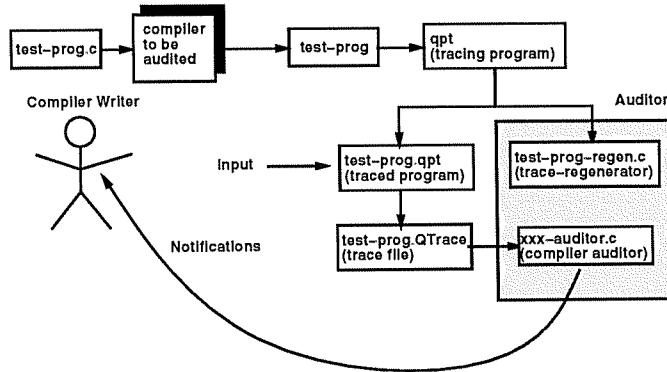 test-prog.c
compiler
to be
audited
test-prog
qpt
(tracing program)
Compiler Writer
Auditor
Input
test-prog.qpt
(traced program)
test-prog-regen.c
(trace-regenerator)
Notifications
test-prog.QTrace
(trace file)
xxx-auditor.c
(compiler auditor)